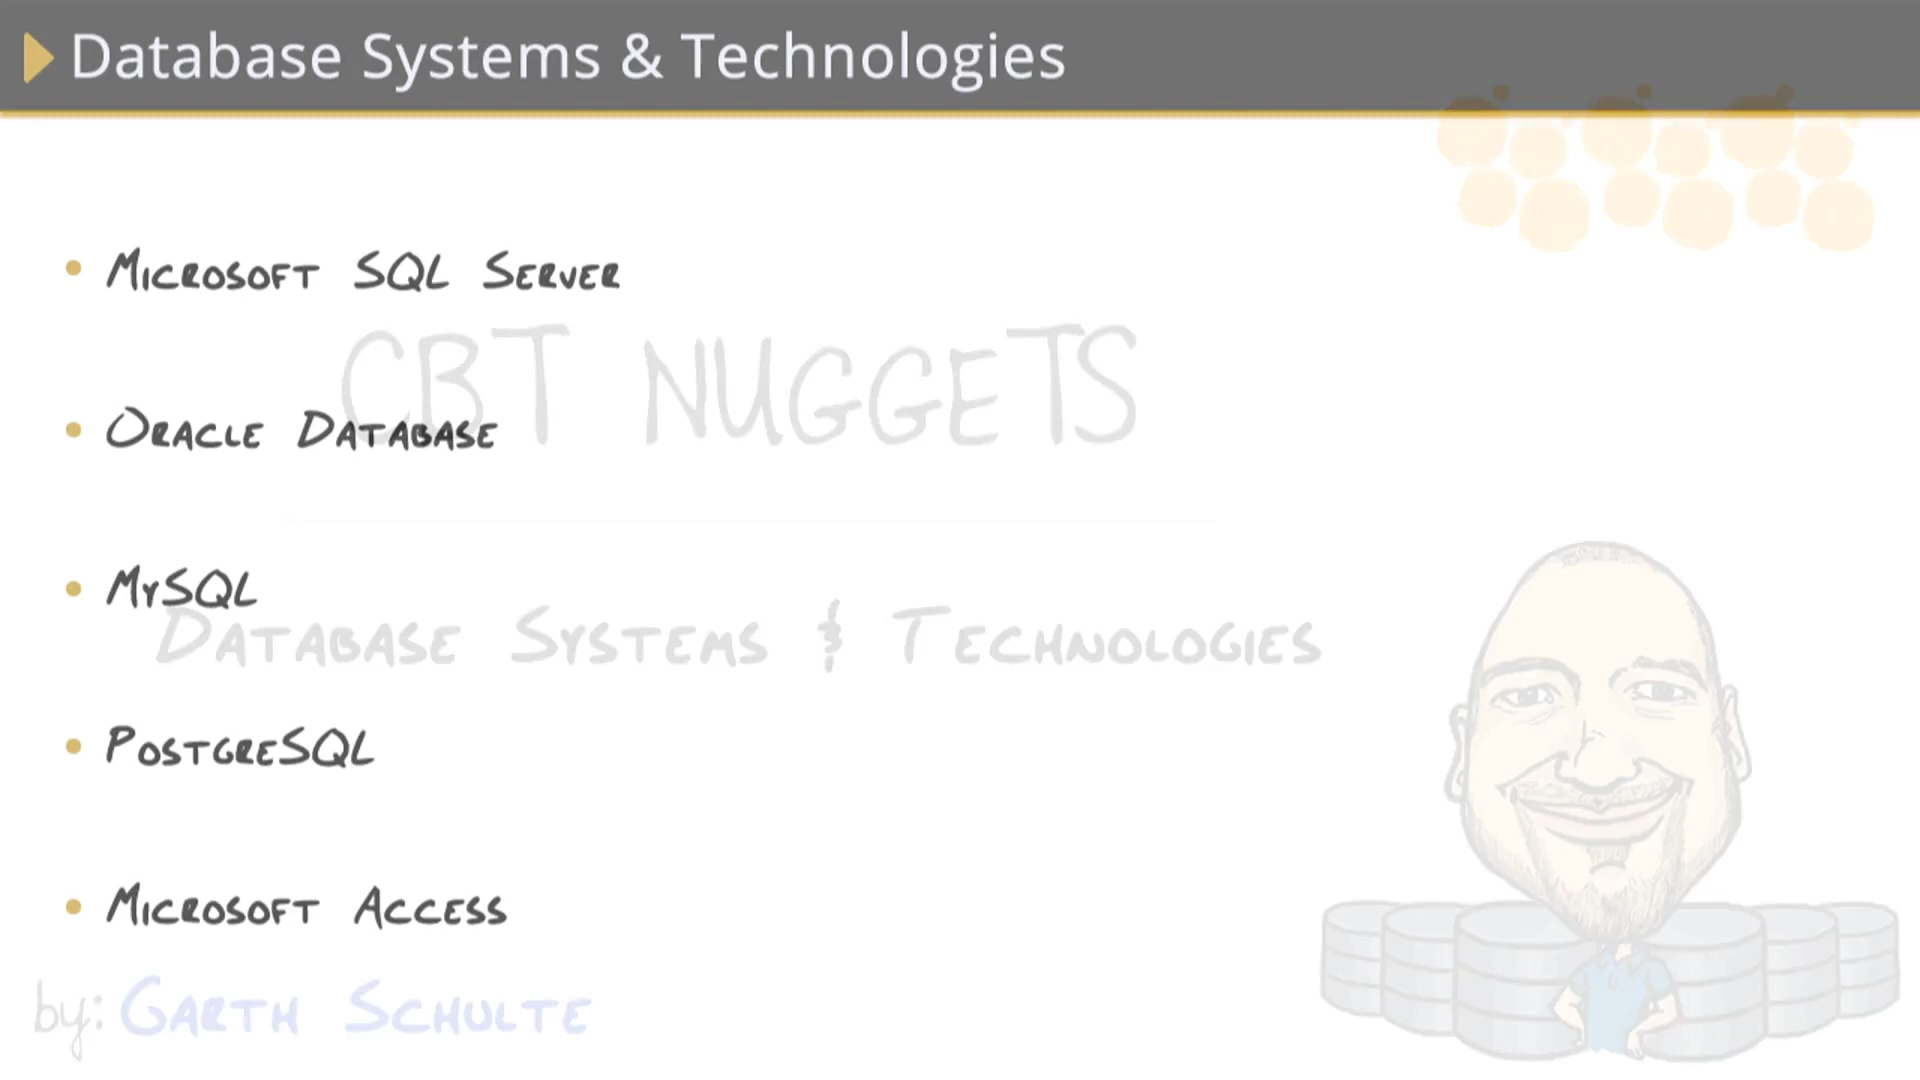 Database Systems & Technologies
• Microsoft SQL Server
CBT NUGGETS
• Oracle Database
• MySQL
Database Systems & Technologies
• PostgreSQL
• Microsoft Access
by: Garth Schulte